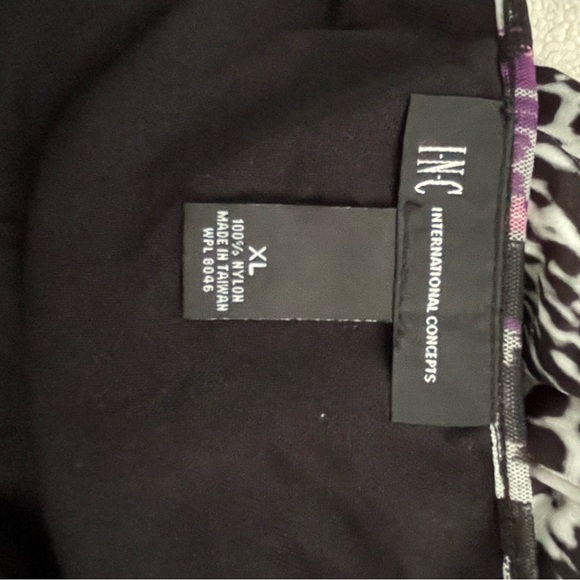 I·N·C
INTERNATIONAL CONCEPTS
XL
100% NYLON
MADE IN TAIWAN
WPL 8046